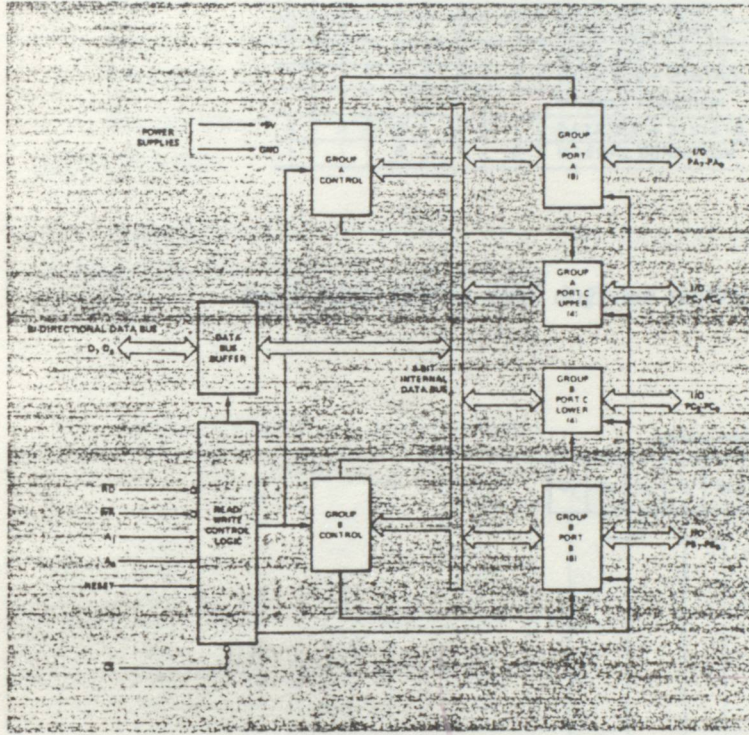 POWER
SUPPLIES
+5V
GND
GROUP
A
CONTROL
GROUP
A
PORT
A
(8)
I/O
PA7-PA0
GROUP
A
PORT C
UPPER
(4)
I/O
PC7-PC4
BI-DIRECTIONAL DATA BUS
D7 D0
DATA
BUS
BUFFER
8-BIT
INTERNAL
DATA BUS
GROUP
B
PORT C
LOWER
(4)
I/O
PC3-PC0
RD
WR
A1
A0
RESET
CS
READ/
WRITE
CONTROL
LOGIC
GROUP
B
CONTROL
GROUP
B
PORT
B
(8)
I/O
PB7-PB0